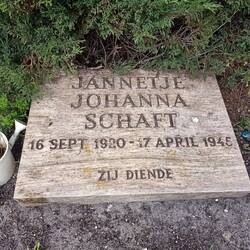 JANNETJE
JOHANNA
SCHAFT
16 SEPT. 1920 - 17 APRIL 1945
ZIJ DIENDE